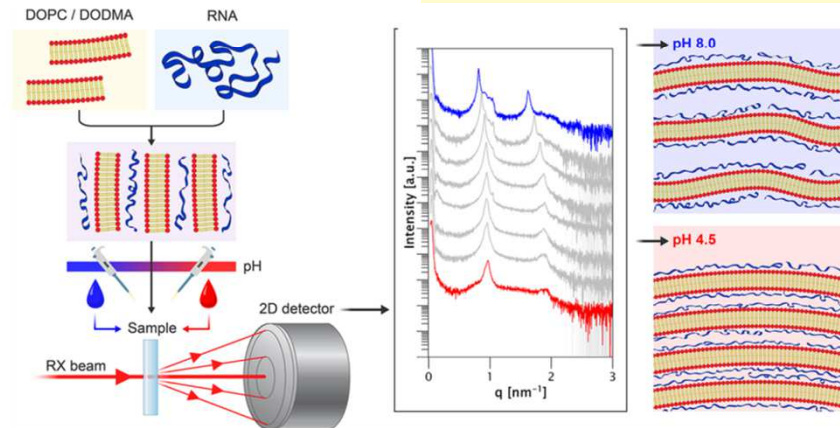 DOPC / DODMA
RNA
pH
Sample
2D detector
RX beam
Intensity [a.u.]
0
1
2
3
q [nm⁻¹]
pH 8.0
pH 4.5